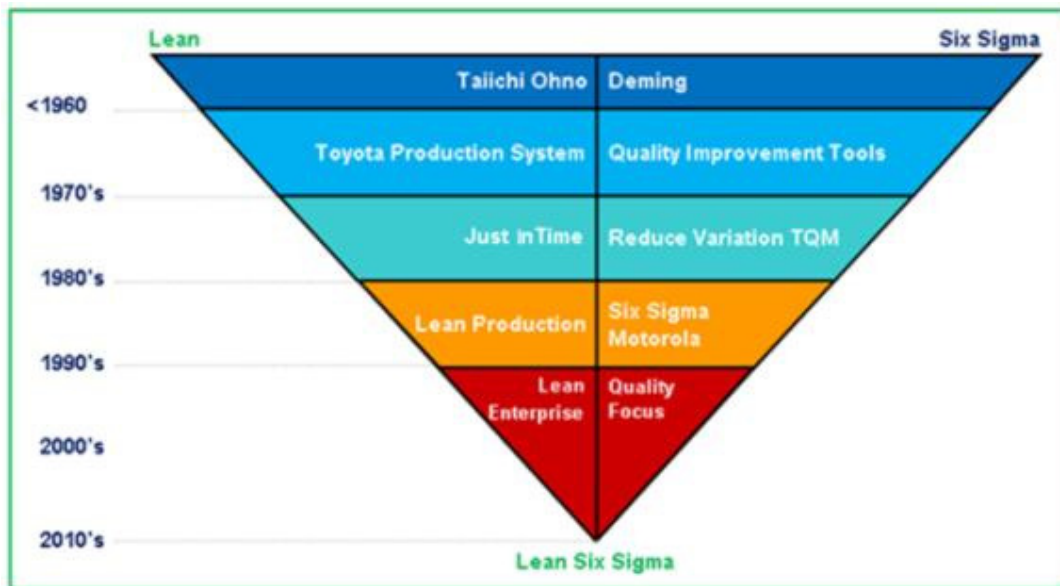 Lean Six Sigma
Taiichi Ohno Deming
<1960
Toyota Production System Quality Improvement Tools
1970's
Just inTime Reduce Variation TQM
1980's
Lean Production Six Sigma
Motorola
1990's
Lean Quality
Enterprise Focus
2000's
2010's
Lean Six Sigma